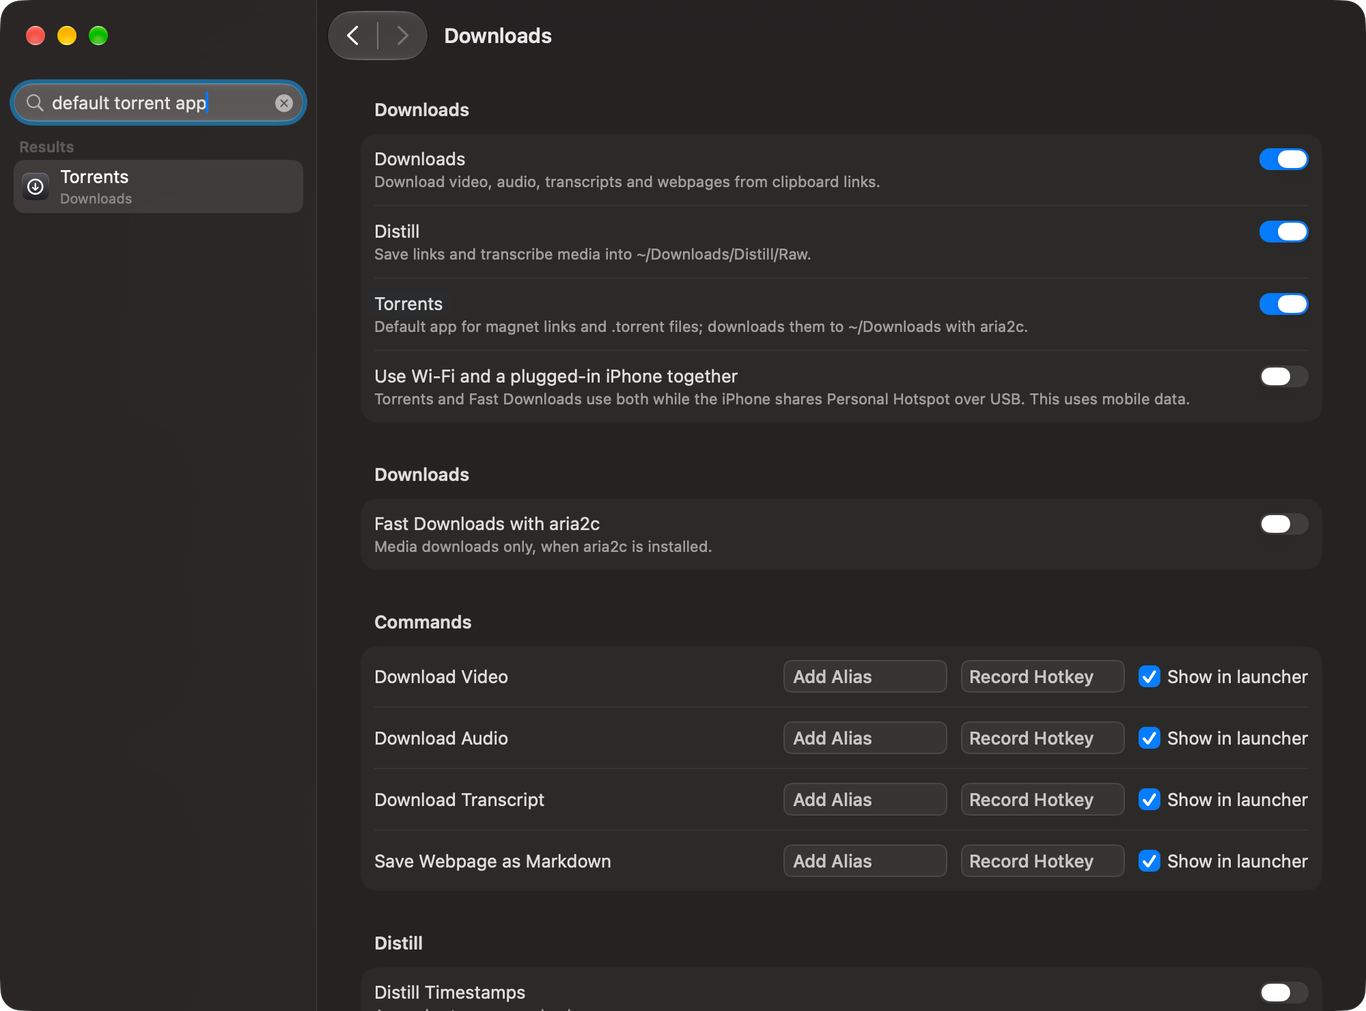 Downloads
default torrent app
Results
Torrents
Downloads
Downloads
Downloads
Download video, audio, transcripts and webpages from clipboard links.
Distill
Save links and transcribe media into ~/Downloads/Distill/Raw.
Torrents
Default app for magnet links and .torrent files; downloads them to ~/Downloads with aria2c.
Use Wi-Fi and a plugged-in iPhone together
Torrents and Fast Downloads use both while the iPhone shares Personal Hotspot over USB. This uses mobile data.
Downloads
Fast Downloads with aria2c
Media downloads only, when aria2c is installed.
Commands
Download Video Add Alias Record Hotkey Show in launcher
Download Audio Add Alias Record Hotkey Show in launcher
Download Transcript Add Alias Record Hotkey Show in launcher
Save Webpage as Markdown Add Alias Record Hotkey Show in launcher
Distill
Distill Timestamps